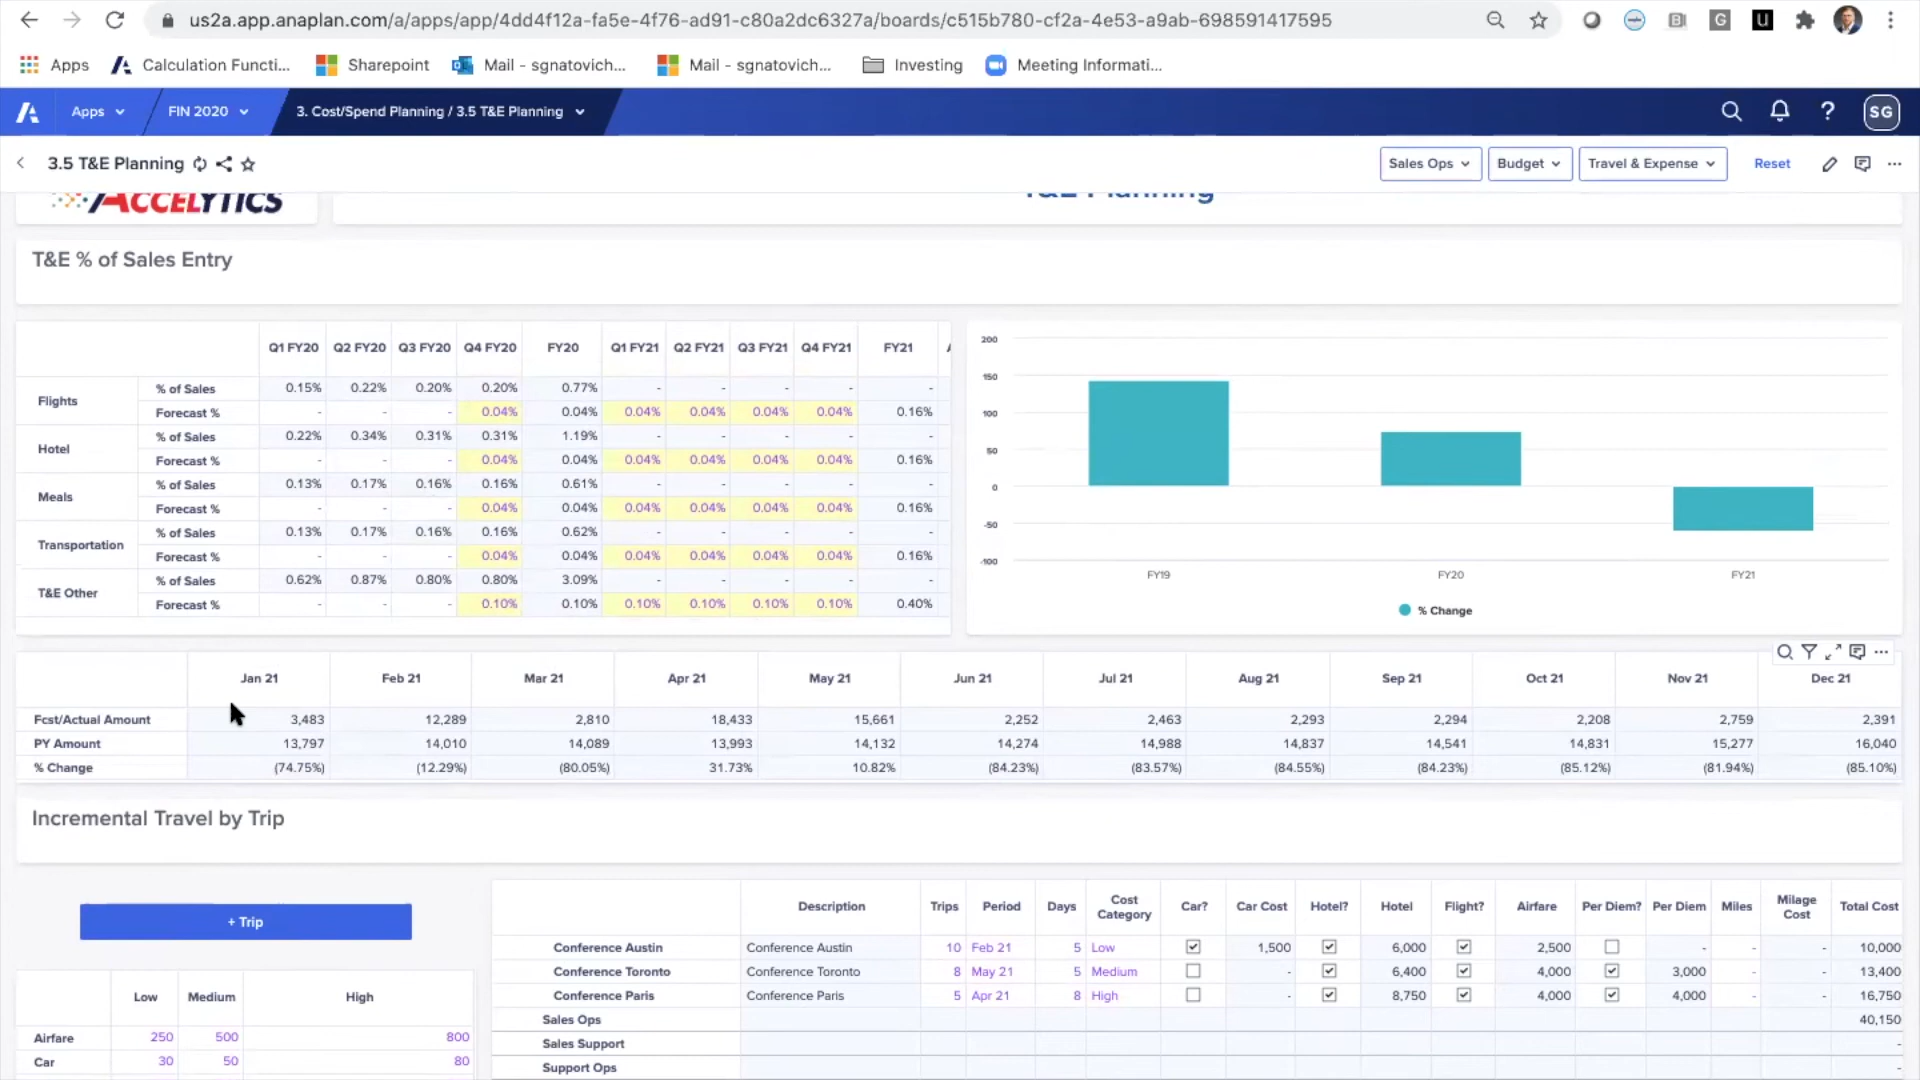 us2a.app.anaplan.com/a/apps/app/4dd4f12a-fa5e-4f76-ad91-c80a2dc6327a/boards/c515b780-cf2a-4e53-a9ab-698591417595
Apps Calculation Functi... Sharepoint Mail - sgnatovich... Mail - sgnatovich... Investing Meeting Informati...
Apps FIN 2020 3. Cost/Spend Planning / 3.5 T&E Planning ? SG
3.5 T&E Planning Sales Ops Budget Travel & Expense Reset
ACCELYTICS T&E Planning
T&E % of Sales Entry
Q1 FY20 Q2 FY20 Q3 FY20 Q4 FY20 FY20 Q1 FY21 Q2 FY21 Q3 FY21 Q4 FY21 FY21
Flights % of Sales 0.15% 0.22% 0.20% 0.20% 0.77% - - - - -
Forecast % - - - 0.04% 0.04% 0.04% 0.04% 0.04% 0.04% 0.16%
Hotel % of Sales 0.22% 0.34% 0.31% 0.31% 1.19% - - - - -
Forecast % - - - 0.04% 0.04% 0.04% 0.04% 0.04% 0.04% 0.16%
Meals % of Sales 0.13% 0.17% 0.16% 0.16% 0.61% - - - - -
Forecast % - - - 0.04% 0.04% 0.04% 0.04% 0.04% 0.04% 0.16%
Transportation % of Sales 0.13% 0.17% 0.16% 0.16% 0.62% - - - - -
Forecast % - - - 0.04% 0.04% 0.04% 0.04% 0.04% 0.04% 0.16%
T&E Other % of Sales 0.62% 0.87% 0.80% 0.80% 3.09% - - - - -
Forecast % - - - 0.10% 0.10% 0.10% 0.10% 0.10% 0.10% 0.40%
200
150
100
50
0
-50
-100
FY19 FY20 FY21
% Change
Jan 21 Feb 21 Mar 21 Apr 21 May 21 Jun 21 Jul 21 Aug 21 Sep 21 Oct 21 Nov 21 Dec 21
Fcst/Actual Amount 3,483 12,289 2,810 18,433 15,661 2,252 2,463 2,293 2,294 2,208 2,759 2,391
PY Amount 13,797 14,010 14,089 13,993 14,132 14,274 14,988 14,837 14,541 14,831 15,277 16,040
% Change (74.75%) (12.29%) (80.05%) 31.73% 10.82% (84.23%) (83.57%) (84.55%) (84.23%) (85.12%) (81.94%) (85.10%)
Incremental Travel by Trip
+ Trip
Low Medium High
Airfare 250 500 800
Car 30 50 80
Description Trips Period Days Cost Category Car? Car Cost Hotel? Hotel Flight? Airfare Per Diem? Per Diem Miles Milage Cost Total Cost
Conference Austin Conference Austin 10 Feb 21 5 Low 1,500 6,000 2,500 - - - 10,000
Conference Toronto Conference Toronto 8 May 21 5 Medium - 6,400 4,000 3,000 - - 13,400
Conference Paris Conference Paris 5 Apr 21 8 High - 8,750 4,000 4,000 - - 16,750
Sales Ops 40,150
Sales Support -
Support Ops -